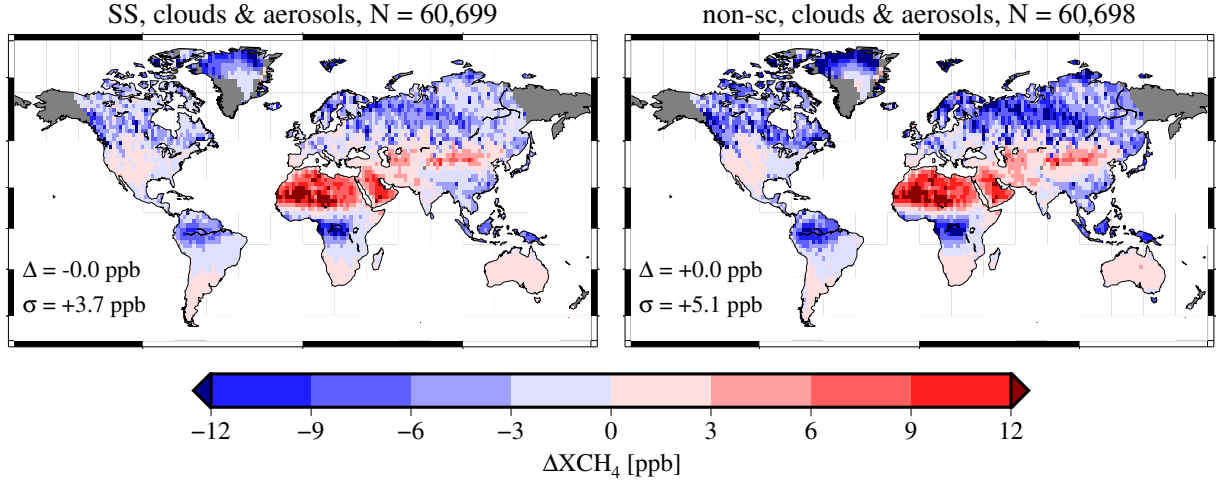 SS, clouds & aerosols, N = 60,699
Δ = -0.0 ppb
σ = +3.7 ppb
non-sc, clouds & aerosols, N = 60,698
Δ = +0.0 ppb
σ = +5.1 ppb
−12 −9 −6 −3 0 3 6 9 12
ΔXCH₄ [ppb]